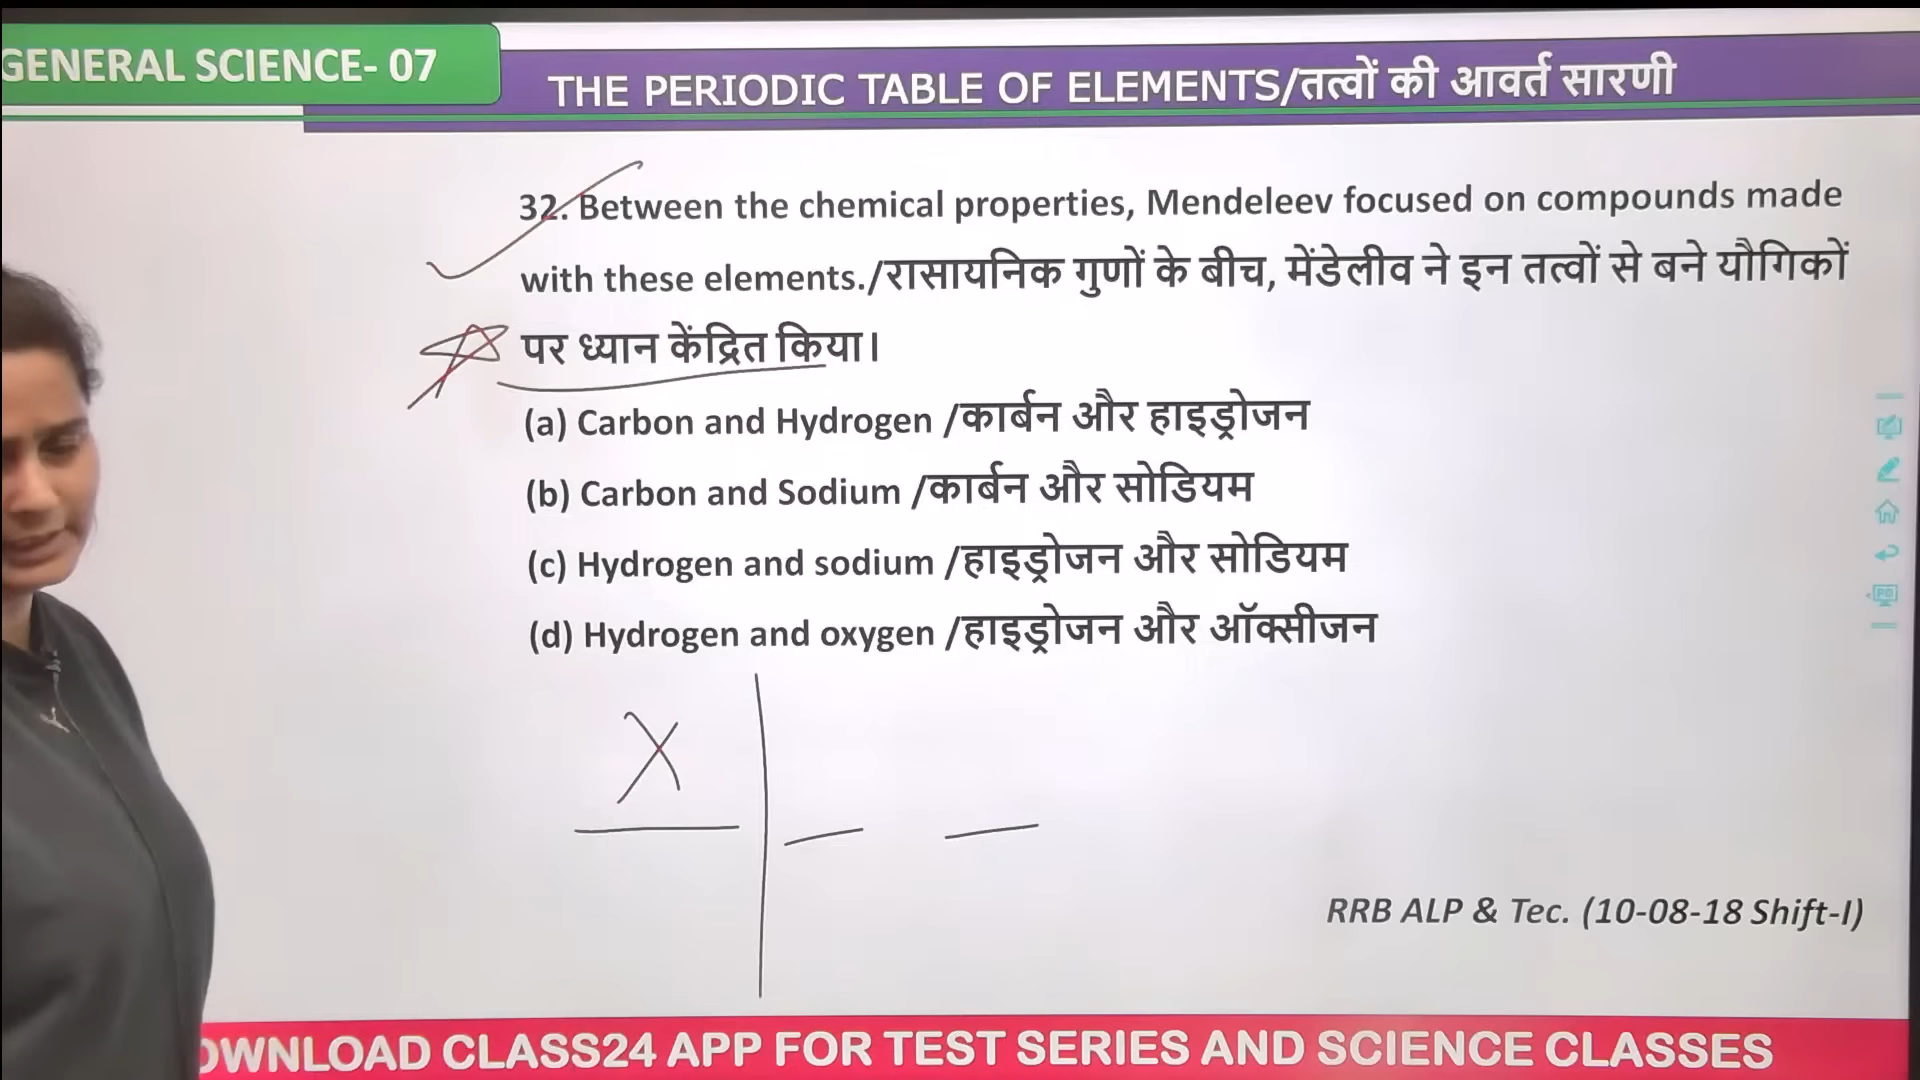 GENERAL SCIENCE- 07
THE PERIODIC TABLE OF ELEMENTS/तत्वों की आवर्त सारणी
32. Between the chemical properties, Mendeleev focused on compounds made
with these elements./रासायनिक गुणों के बीच, मेंडेलीव ने इन तत्वों से बने यौगिकों
पर ध्यान केंद्रित किया।
(a) Carbon and Hydrogen /कार्बन और हाइड्रोजन
(b) Carbon and Sodium /कार्बन और सोडियम
(c) Hydrogen and sodium /हाइड्रोजन और सोडियम
(d) Hydrogen and oxygen /हाइड्रोजन और ऑक्सीजन
X
RRB ALP & Tec. (10-08-18 Shift-I)
OWNLOAD CLASS24 APP FOR TEST SERIES AND SCIENCE CLASSES